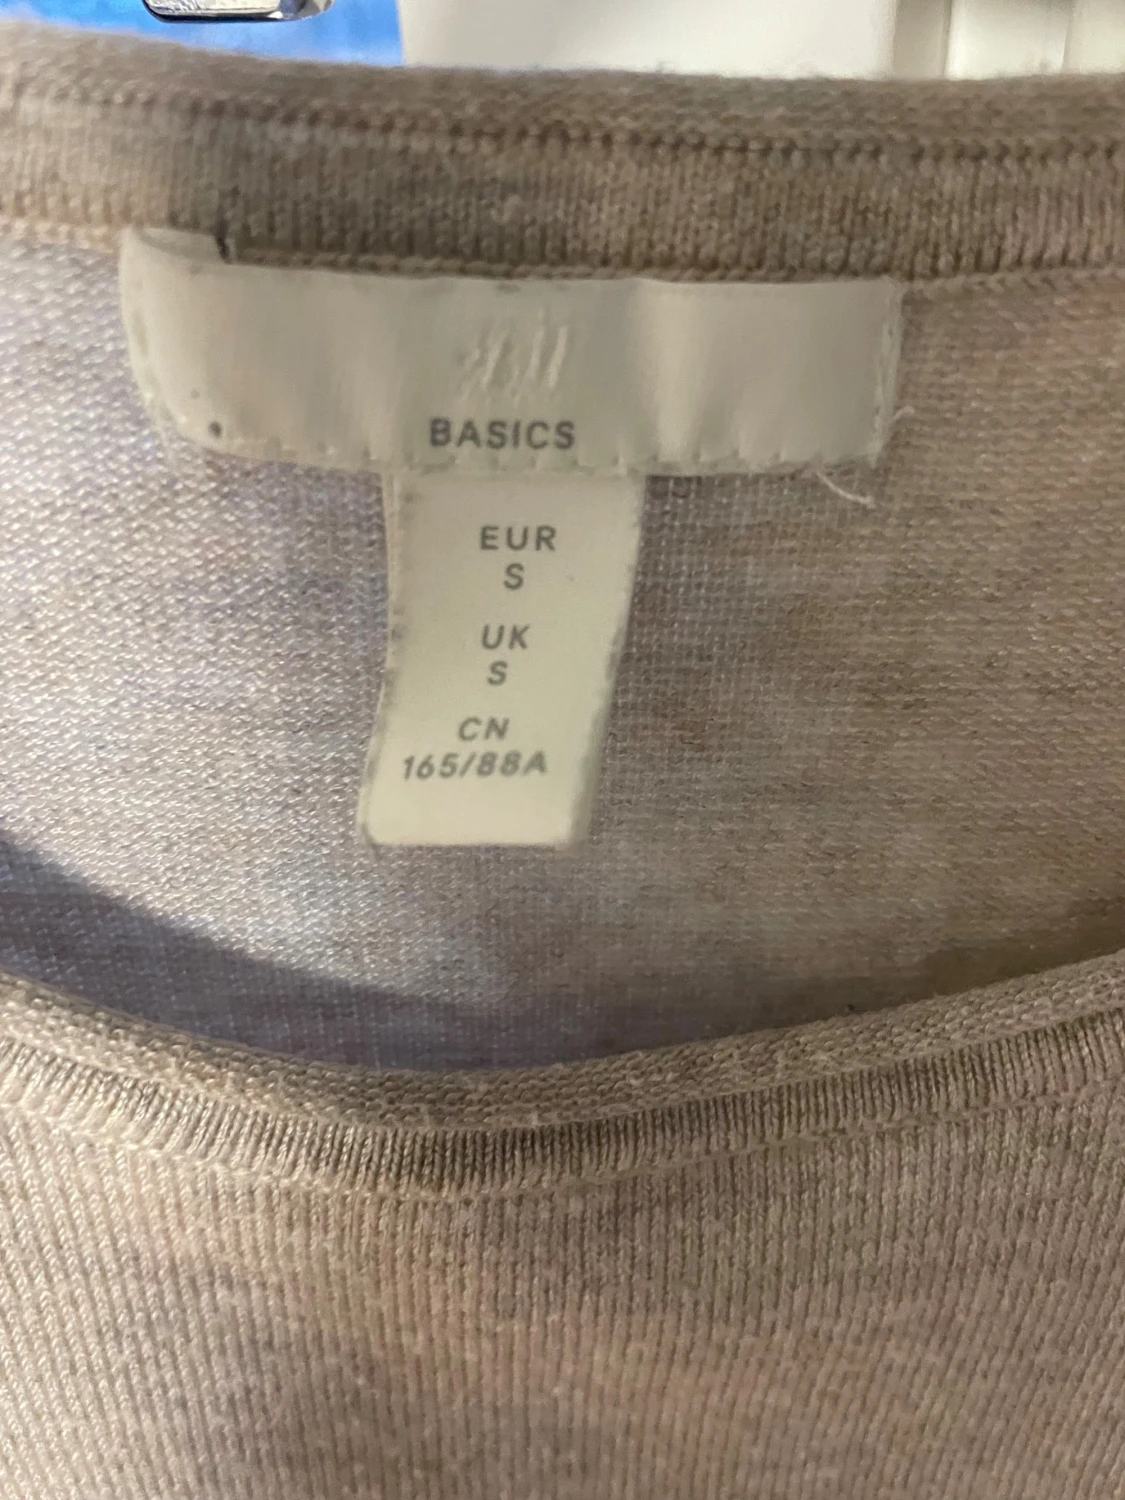 H&M
BASICS
EUR
S
UK
S
CN
165/88A